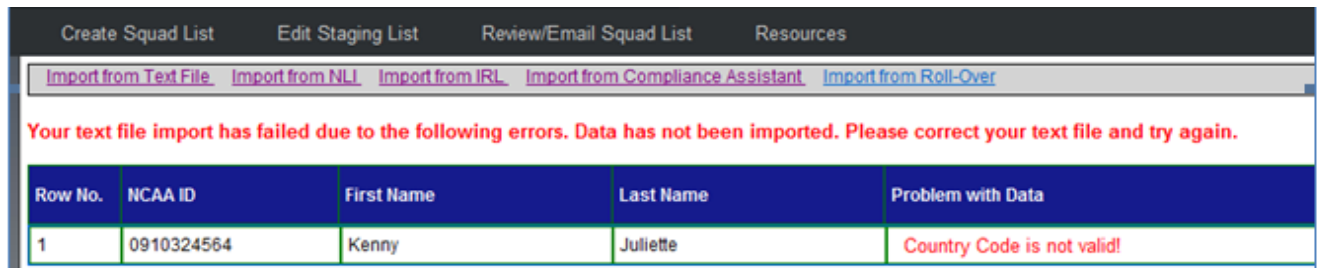 Create Squad List Edit Staging List Review/Email Squad List Resources
Import from Text File Import from NLI Import from IRL Import from Compliance Assistant Import from Roll-Over
Your text file import has failed due to the following errors. Data has not been imported. Please correct your text file and try again.
Row No. NCAA ID First Name Last Name Problem with Data
1 0910324564 Kenny Juliette Country Code is not valid!